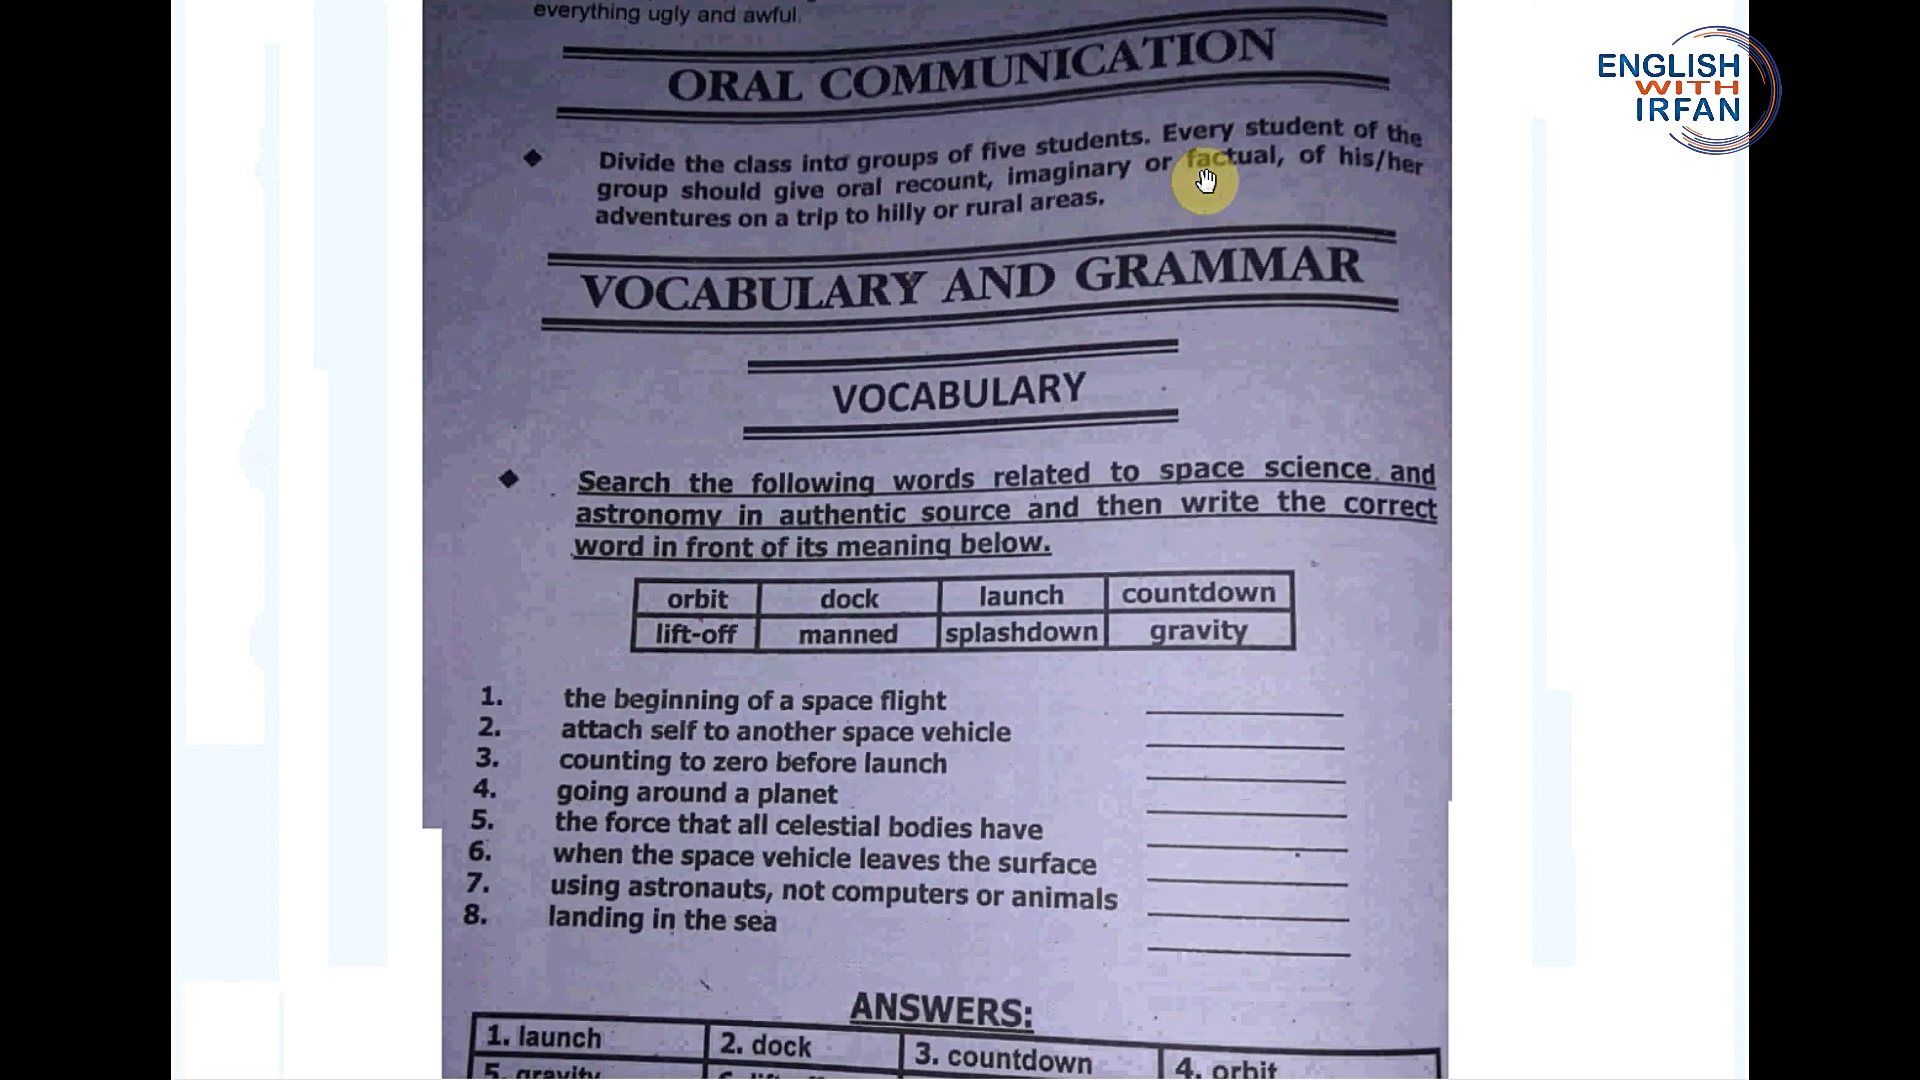 everything ugly and awful.
ENGLISH
WITH
IRFAN
ORAL COMMUNICATION
Divide the class into groups of five students. Every student of the
group should give oral recount, imaginary or factual, of his/her
adventures on a trip to hilly or rural areas.
VOCABULARY AND GRAMMAR
VOCABULARY
Search the following words related to space science and
astronomy in authentic source and then write the correct
word in front of its meaning below.
orbit dock launch countdown
lift-off manned splashdown gravity
1. the beginning of a space flight
2. attach self to another space vehicle
3. counting to zero before launch
4. going around a planet
5. the force that all celestial bodies have
6. when the space vehicle leaves the surface
7. using astronauts, not computers or animals
8. landing in the sea
ANSWERS:
1. launch 2. dock 3. countdown 4. orbit
5. gravity